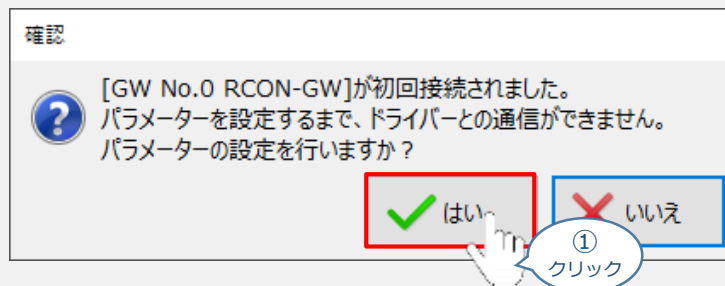 確認
[GW No.0 RCON-GW]が初回接続されました。
パラメーターを設定するまで、ドライバーとの通信ができません。
パラメーターの設定を行いますか？
はい
いいえ
①
クリック